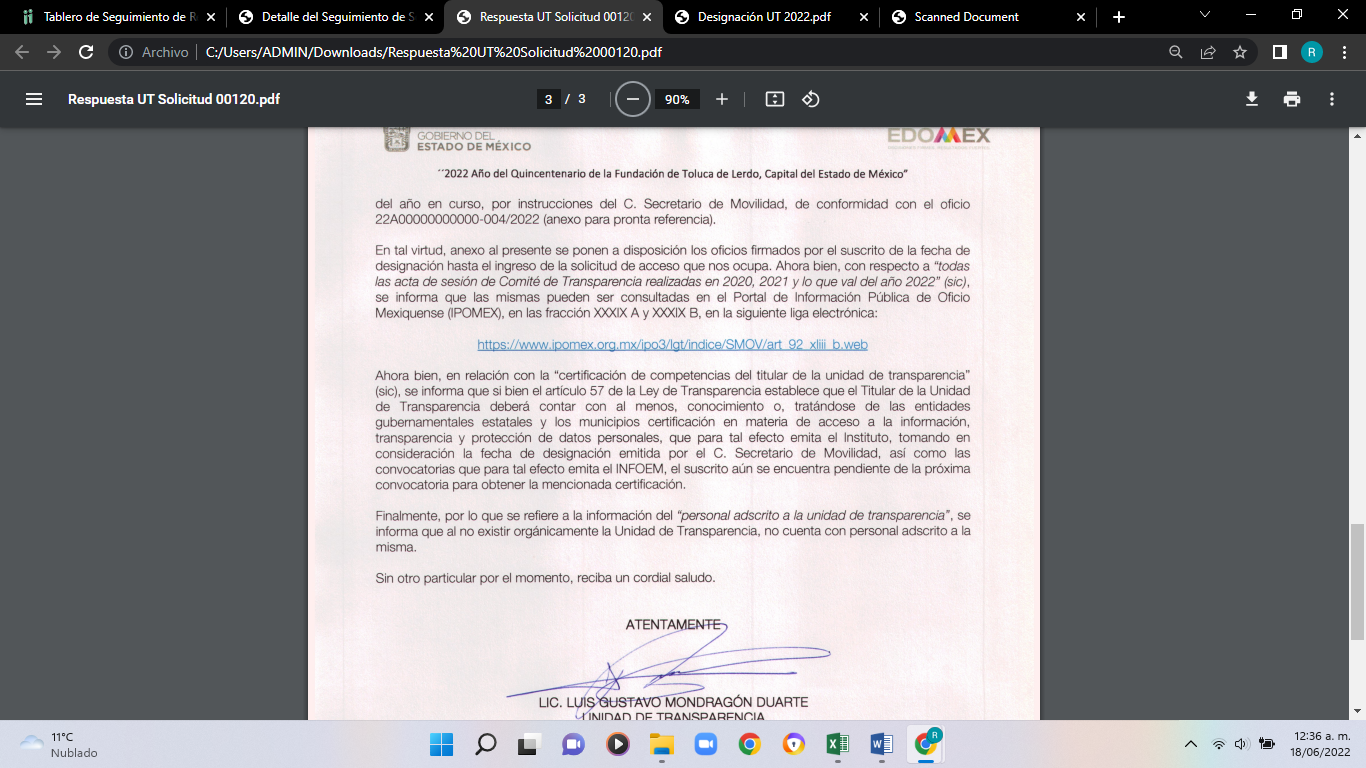 Tablero de Seguimiento de R
Detalle del Seguimiento de S
Respuesta UT Solicitud 00120
Designación UT 2022.pdf
Scanned Document
Archivo
C:/Users/ADMIN/Downloads/Respuesta%20UT%20Solicitud%2000120.pdf
R
Respuesta UT Solicitud 00120.pdf
3 / 3
90%
GOBIERNO DEL
ESTADO DE MÉXICO
EDOMEX
´´2022 Año del Quincentenario de la Fundación de Toluca de Lerdo, Capital del Estado de México”
del año en curso, por instrucciones del C. Secretario de Movilidad, de conformidad con el oficio
22A00000000000-004/2022 (anexo para pronta referencia).
En tal virtud, anexo al presente se ponen a disposición los oficios firmados por el suscrito de la fecha de
designación hasta el ingreso de la solicitud de acceso que nos ocupa. Ahora bien, con respecto a “todas
las acta de sesión de Comité de Transparencia realizadas en 2020, 2021 y lo que val del año 2022” (sic),
se informa que las mismas pueden ser consultadas en el Portal de Información Pública de Oficio
Mexiquense (IPOMEX), en las fracción XXXIX A y XXXIX B, en la siguiente liga electrónica:
https://www.ipomex.org.mx/ipo3/lgt/indice/SMOV/art_92_xliii_b.web
Ahora bien, en relación con la “certificación de competencias del titular de la unidad de transparencia”
(sic), se informa que si bien el artículo 57 de la Ley de Transparencia establece que el Titular de la Unidad
de Transparencia deberá contar con al menos, conocimiento o, tratándose de las entidades
gubernamentales estatales y los municipios certificación en materia de acceso a la información,
transparencia y protección de datos personales, que para tal efecto emita el Instituto, tomando en
consideración la fecha de designación emitida por el C. Secretario de Movilidad, así como las
convocatorias que para tal efecto emita el INFOEM, el suscrito aún se encuentra pendiente de la próxima
convocatoria para obtener la mencionada certificación.
Finalmente, por lo que se refiere a la información del “personal adscrito a la unidad de transparencia”, se
informa que al no existir orgánicamente la Unidad de Transparencia, no cuenta con personal adscrito a la
misma.
Sin otro particular por el momento, reciba un cordial saludo.
ATENTAMENTE
LIC. LUIS GUSTAVO MONDRAGÓN DUARTE
UNIDAD DE TRANSPARENCIA
11°C
Nublado
R
12:36 a. m.
18/06/2022